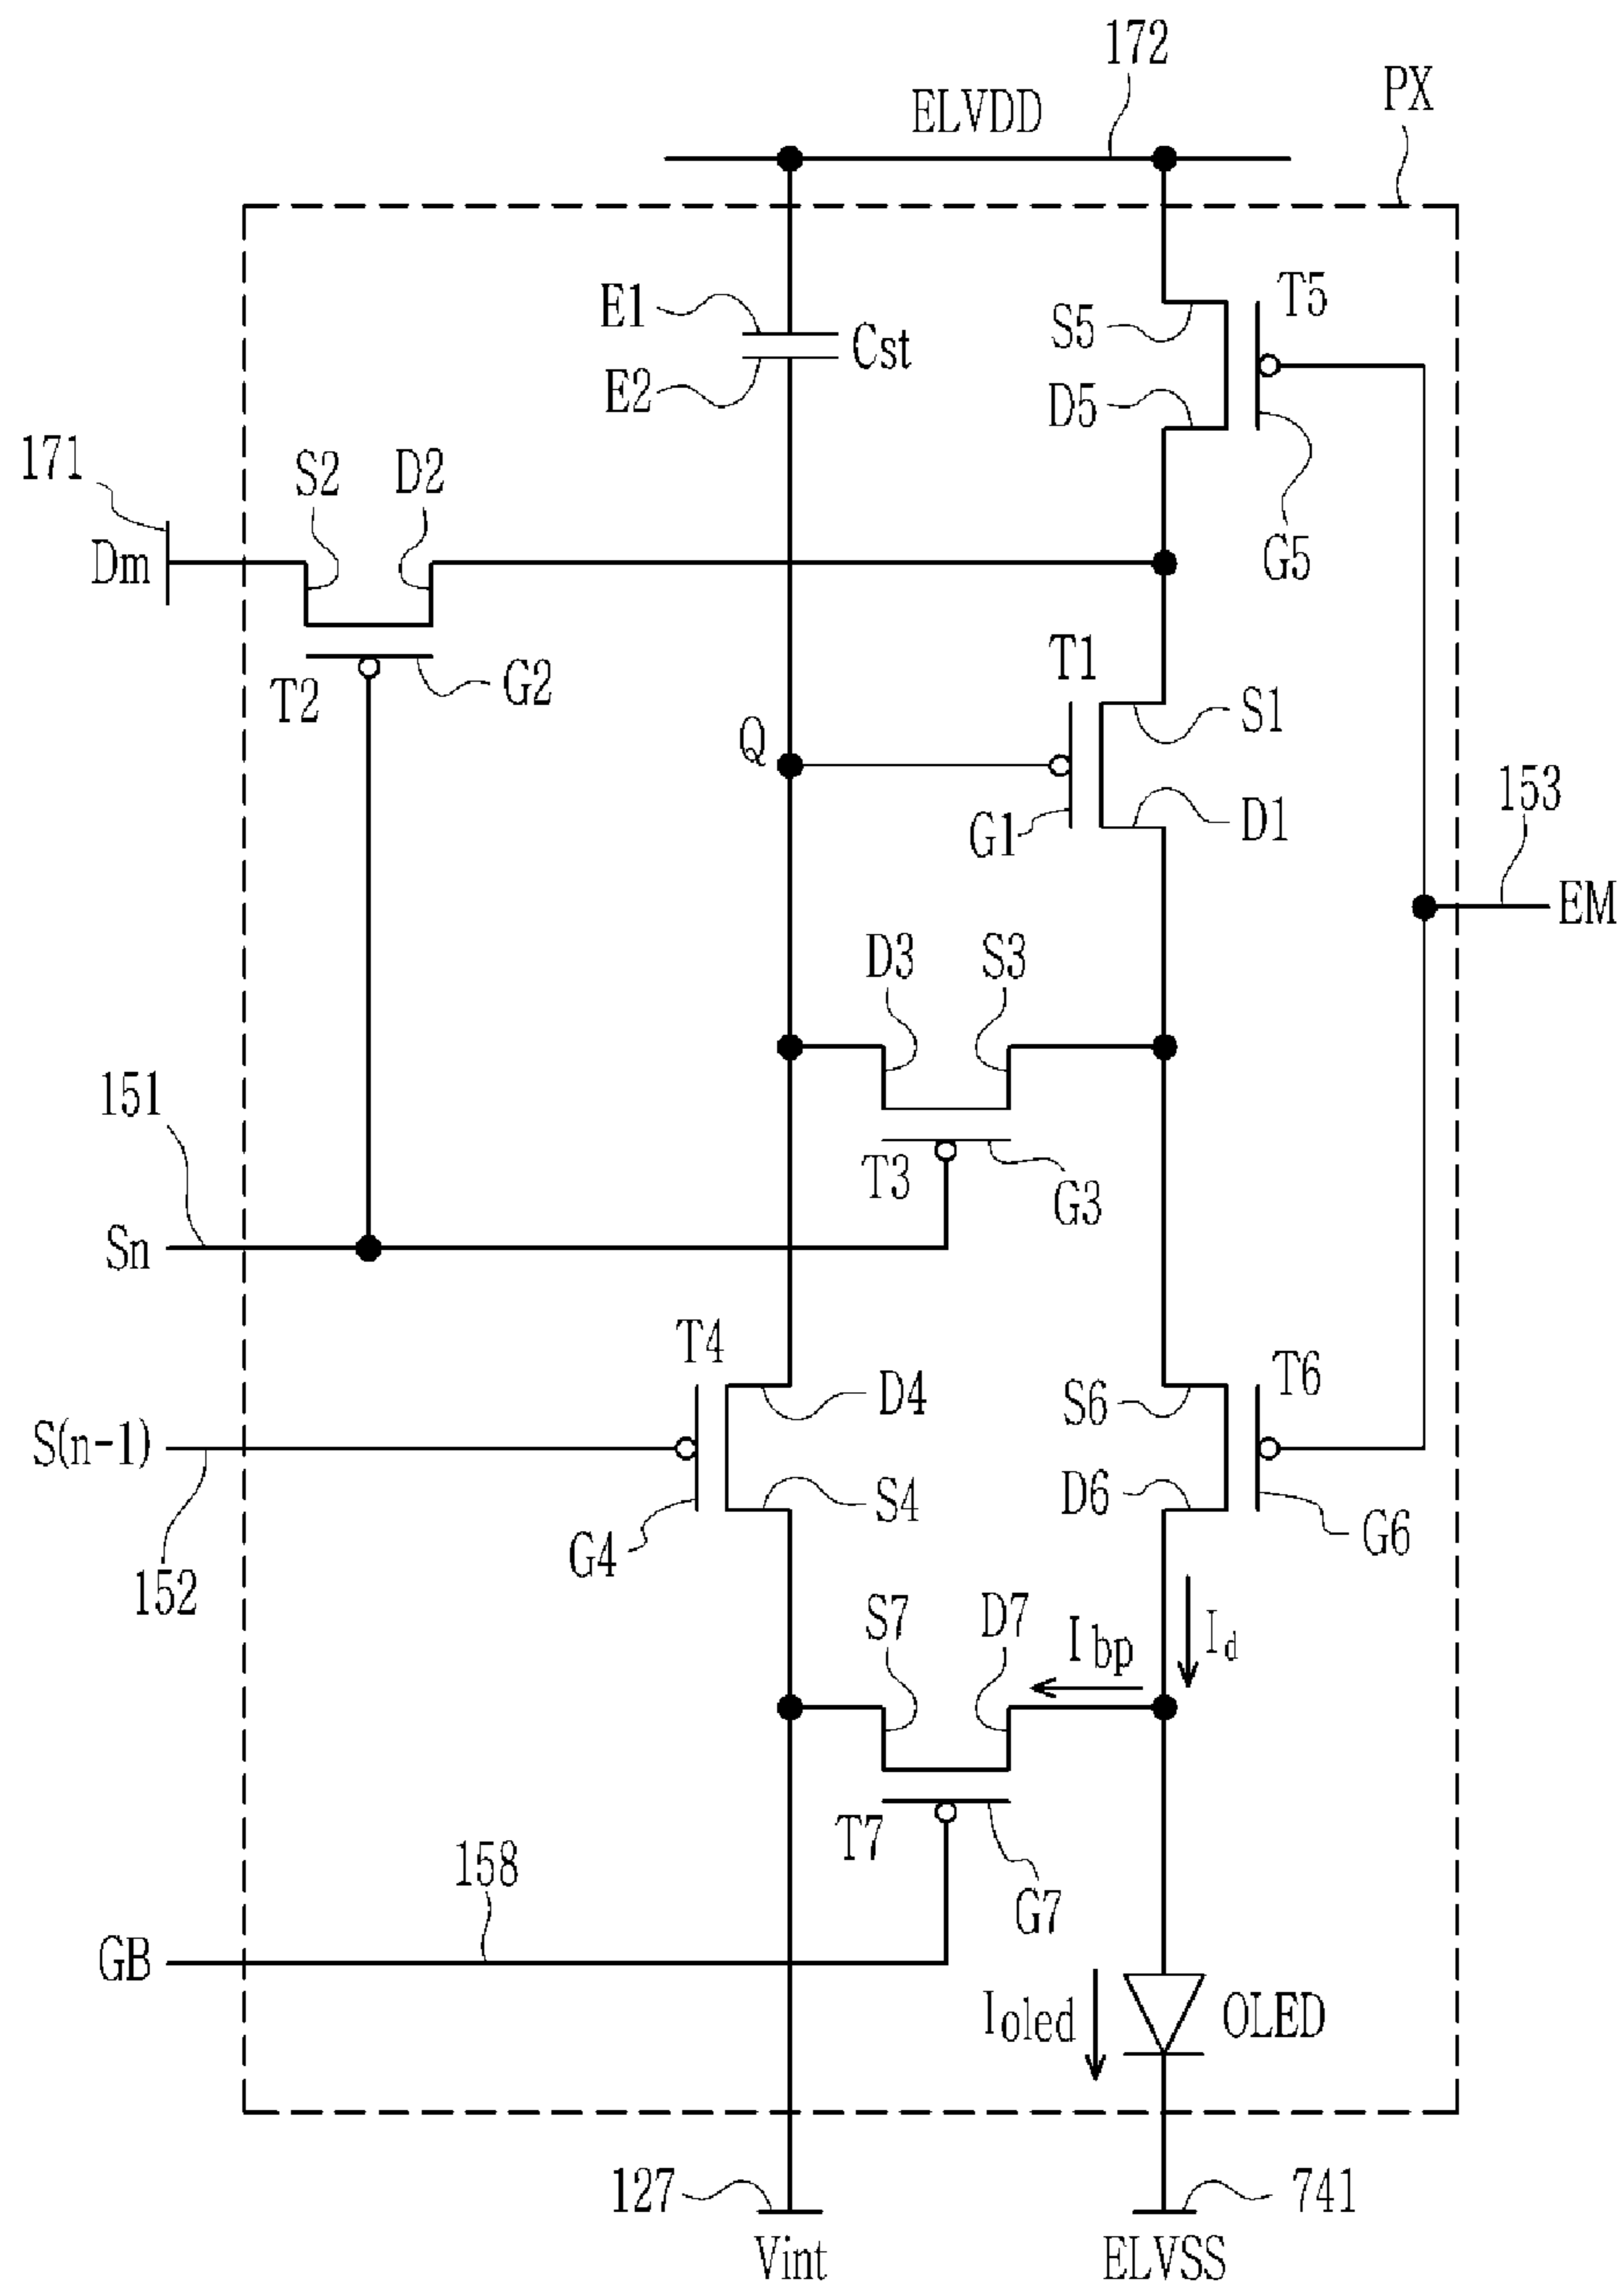 172
ELVDD
PX
E1
Cst
E2
S5
T5
D5
G5
171
S2
D2
Dm
T2
G2
T1
S1
Q
G1
D1
153
EM
D3
S3
151
T3
G3
Sn
T4
D4
S6
T6
S(n-1)
S4
D6
G4
G6
152
S7
D7
Ibp
Id
T7
G7
158
GB
Ioled
OLED
127
741
Vint
ELVSS